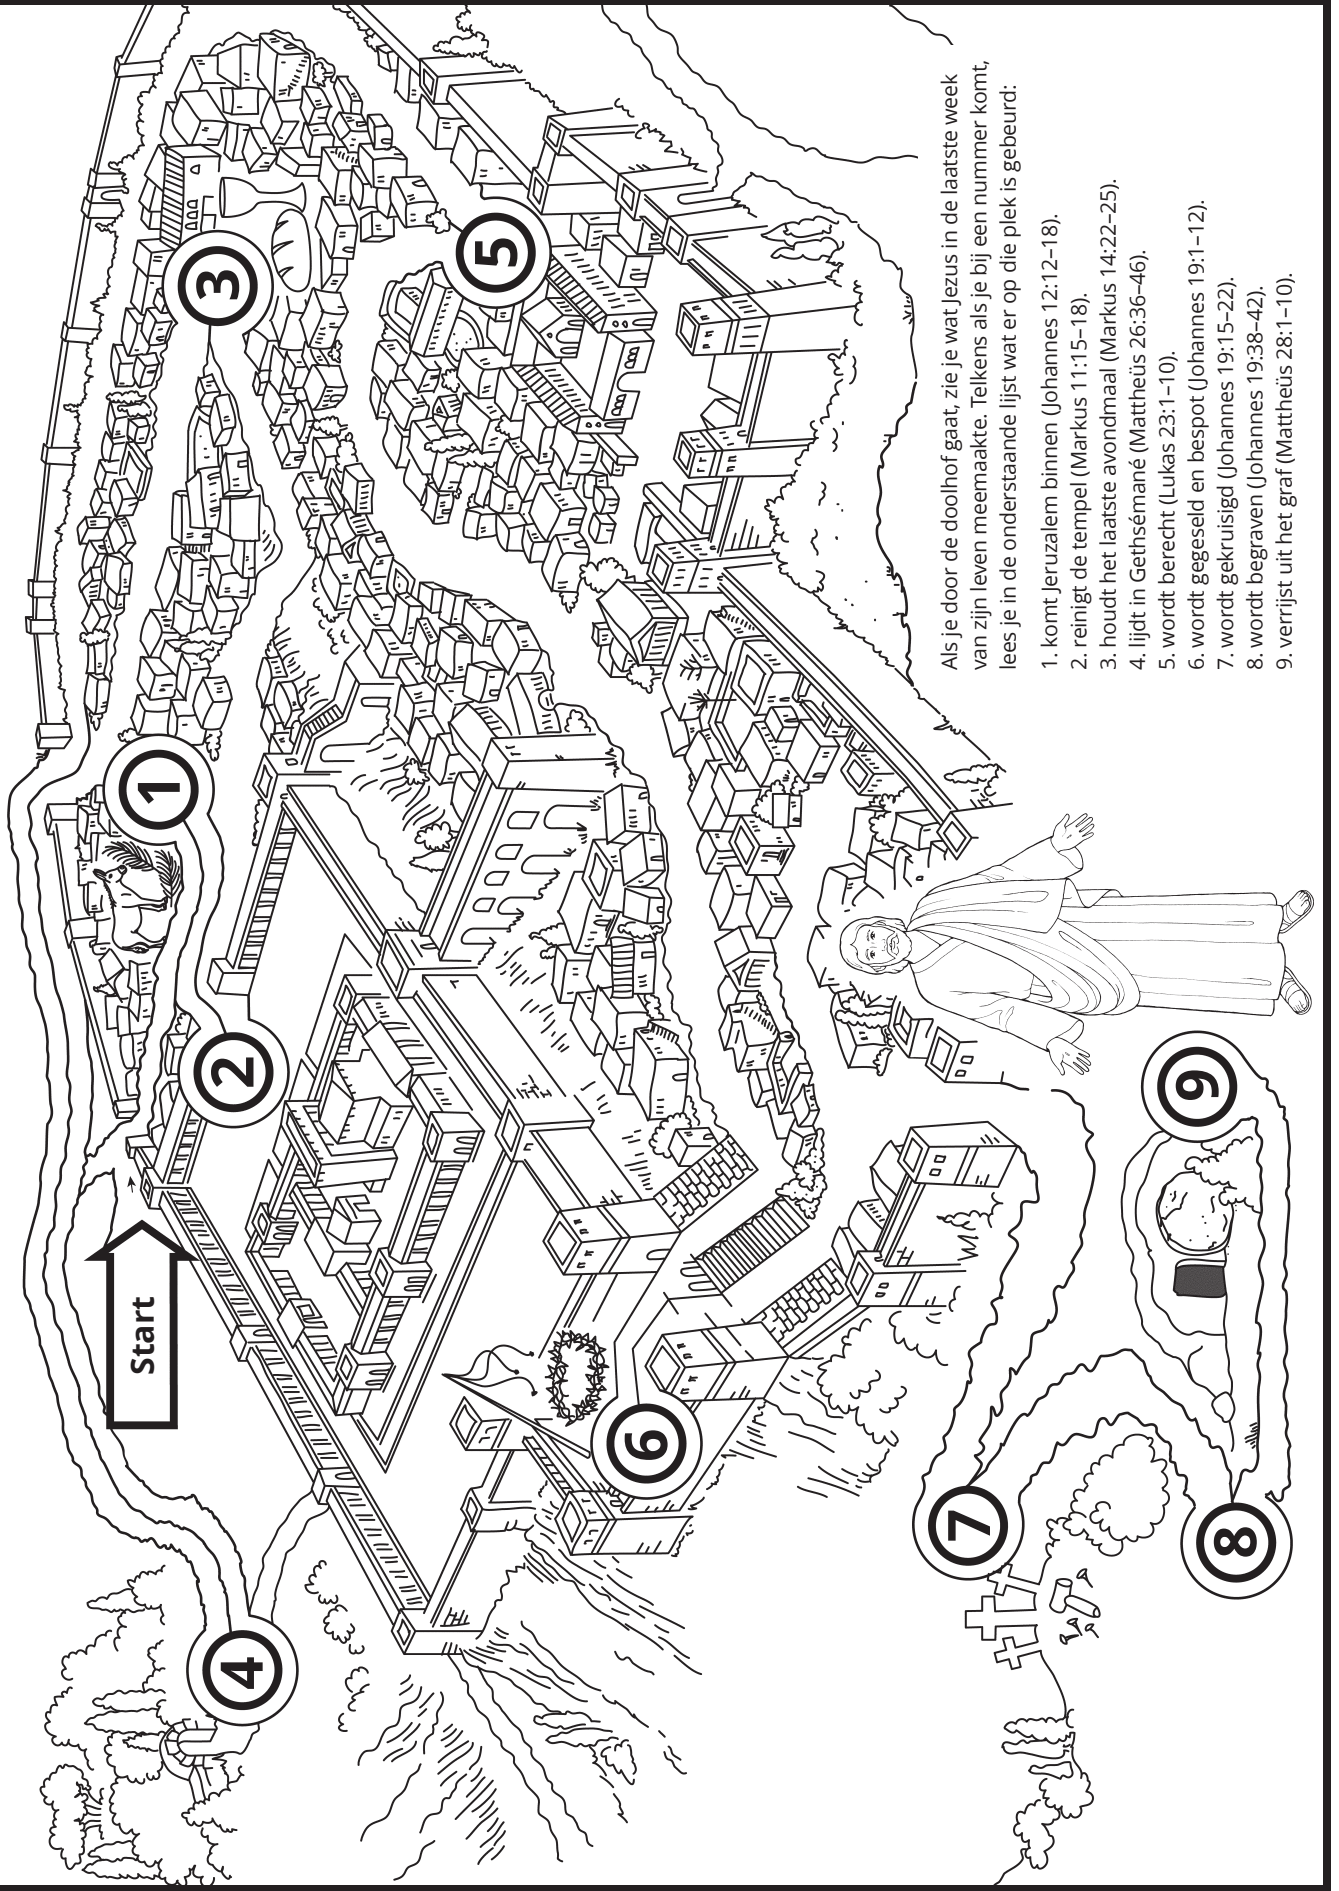 Start
1
2
3
4
5
6
7
8
9
Als je door de doolhof gaat, zie je wat Jezus in de laatste week
van zijn leven meemaakte. Telkens als je bij een nummer komt,
lees je in de onderstaande lijst wat er op die plek is gebeurd:
1. komt Jeruzalem binnen (Johannes 12:12–18).
2. reinigt de tempel (Markus 11:15–18).
3. houdt het laatste avondmaal (Markus 14:22–25).
4. lijdt in Gethsémané (Mattheüs 26:36–46).
5. wordt berecht (Lukas 23:1–10).
6. wordt gegeseld en bespot (Johannes 19:1–12).
7. wordt gekruisigd (Johannes 19:15–22).
8. wordt begraven (Johannes 19:38–42).
9. verrijst uit het graf (Mattheüs 28:1–10).